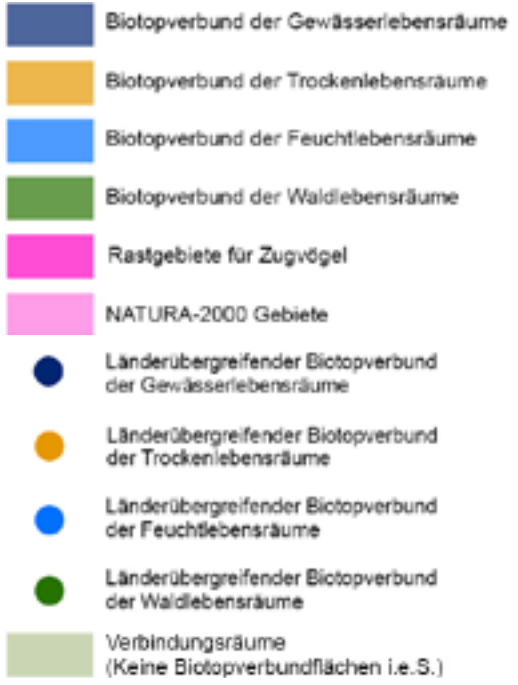 Biotopverbund der Gewässerlebensräume
Biotopverbund der Trockenlebensräume
Biotopverbund der Feuchtlebensräume
Biotopverbund der Waldlebensräume
Rastgebiete für Zugvögel
NATURA-2000 Gebiete
Länderübergreifender Biotopverbund
der Gewässerlebensräume
Länderübergreifender Biotopverbund
der Trockenlebensräume
Länderübergreifender Biotopverbund
der Feuchtlebensräume
Länderübergreifender Biotopverbund
der Waldlebensräume
Verbindungsräume
(Keine Biotopverbundflächen i.e.S.)